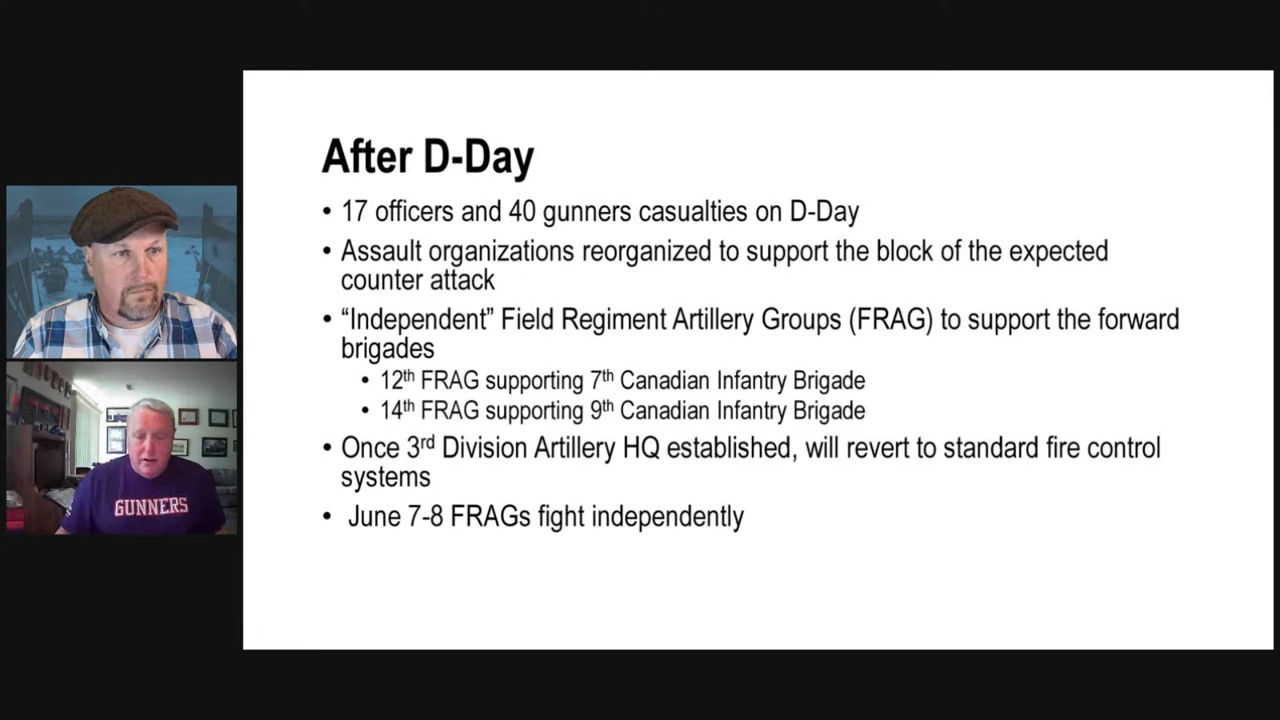 After D-Day
• 17 officers and 40 gunners casualties on D-Day
• Assault organizations reorganized to support the block of the expected
counter attack
• “Independent” Field Regiment Artillery Groups (FRAG) to support the forward
brigades
• 12th FRAG supporting 7th Canadian Infantry Brigade
• 14th FRAG supporting 9th Canadian Infantry Brigade
• Once 3rd Division Artillery HQ established, will revert to standard fire control
systems
• June 7-8 FRAGs fight independently
GUNNERS